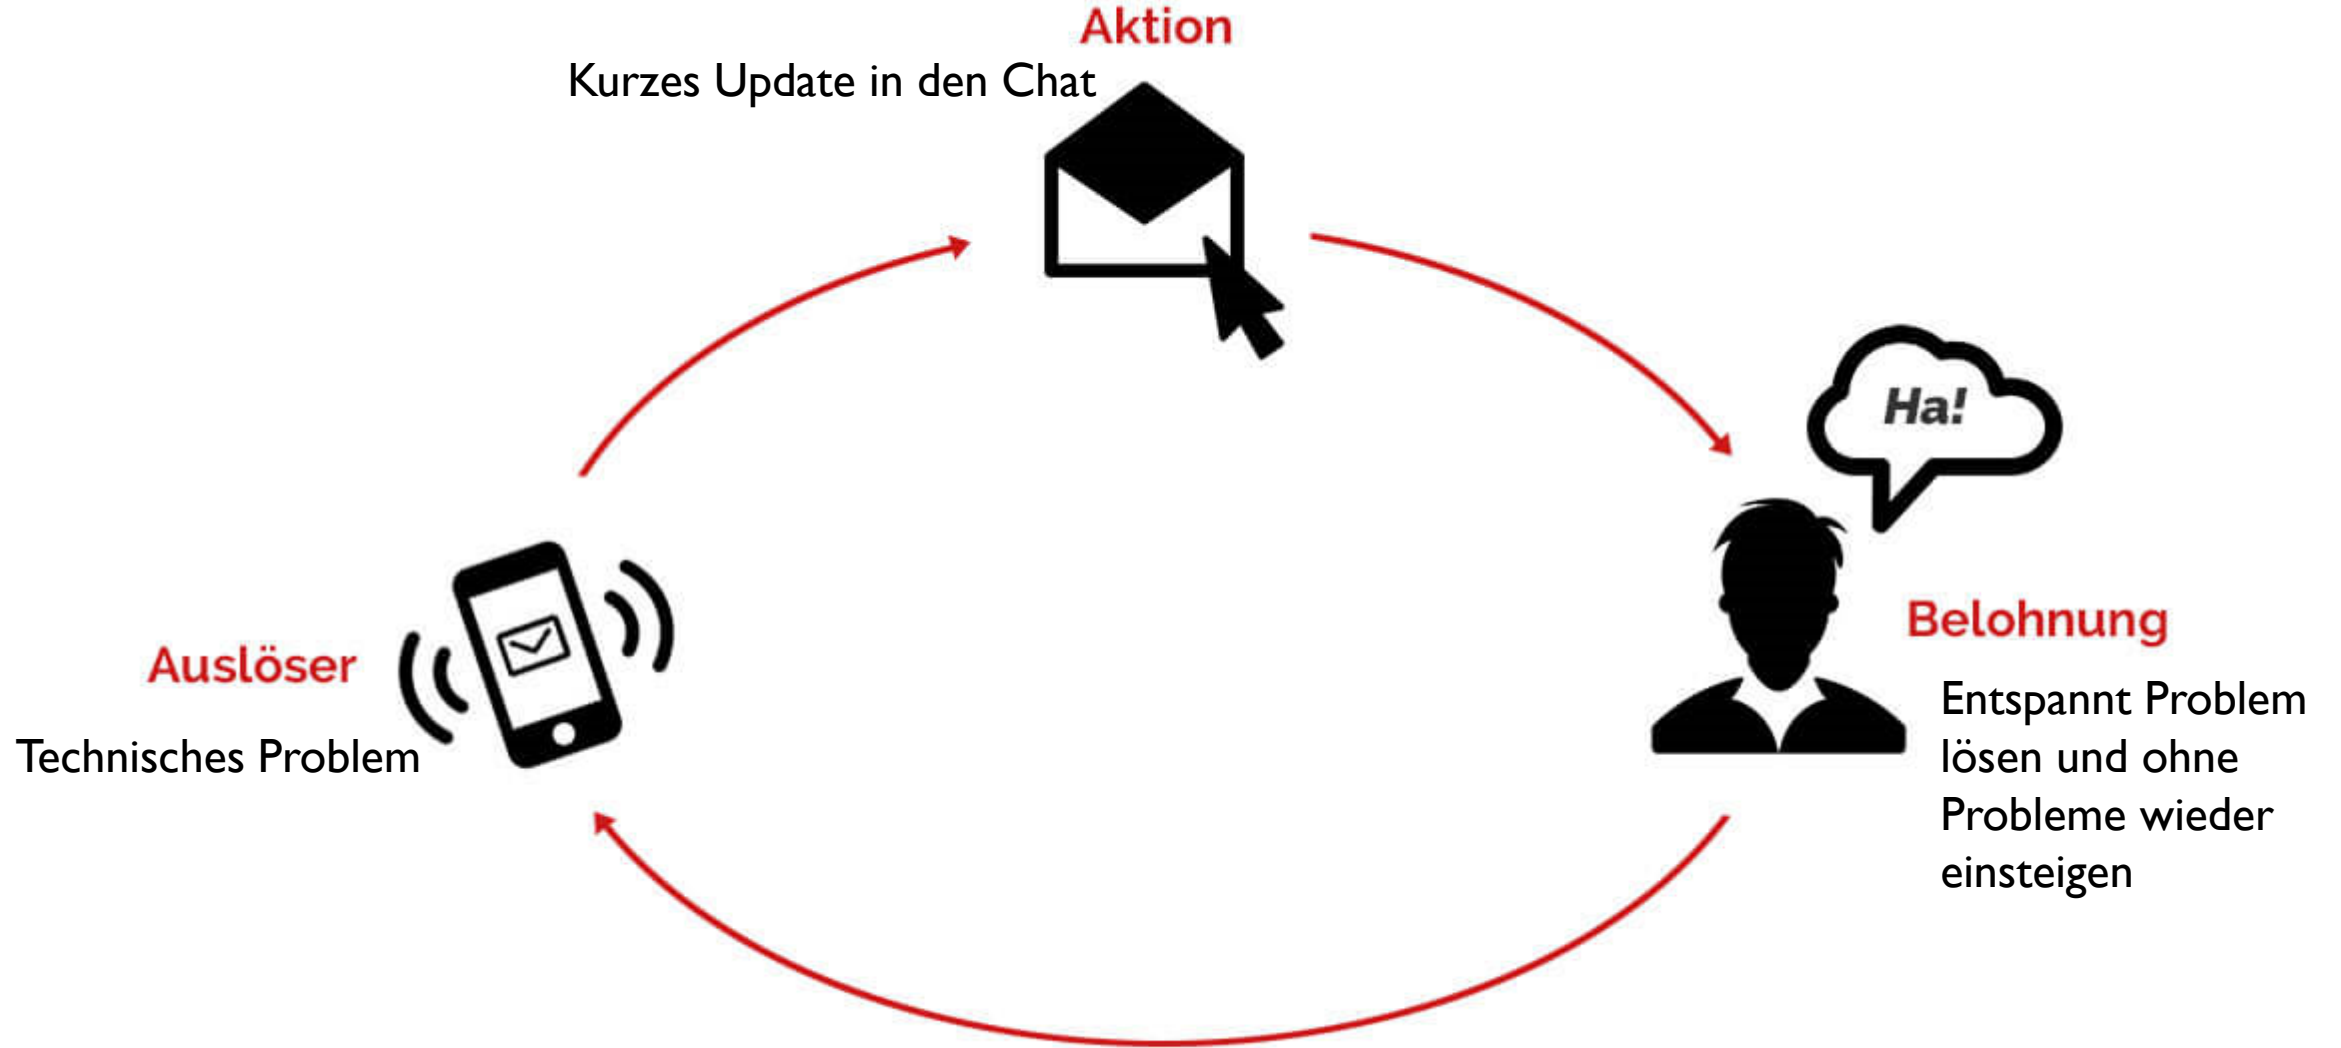 Aktion
Kurzes Update in den Chat
Ha!
Belohnung
Entspannt Problem
lösen und ohne
Probleme wieder
einsteigen
Auslöser
Technisches Problem